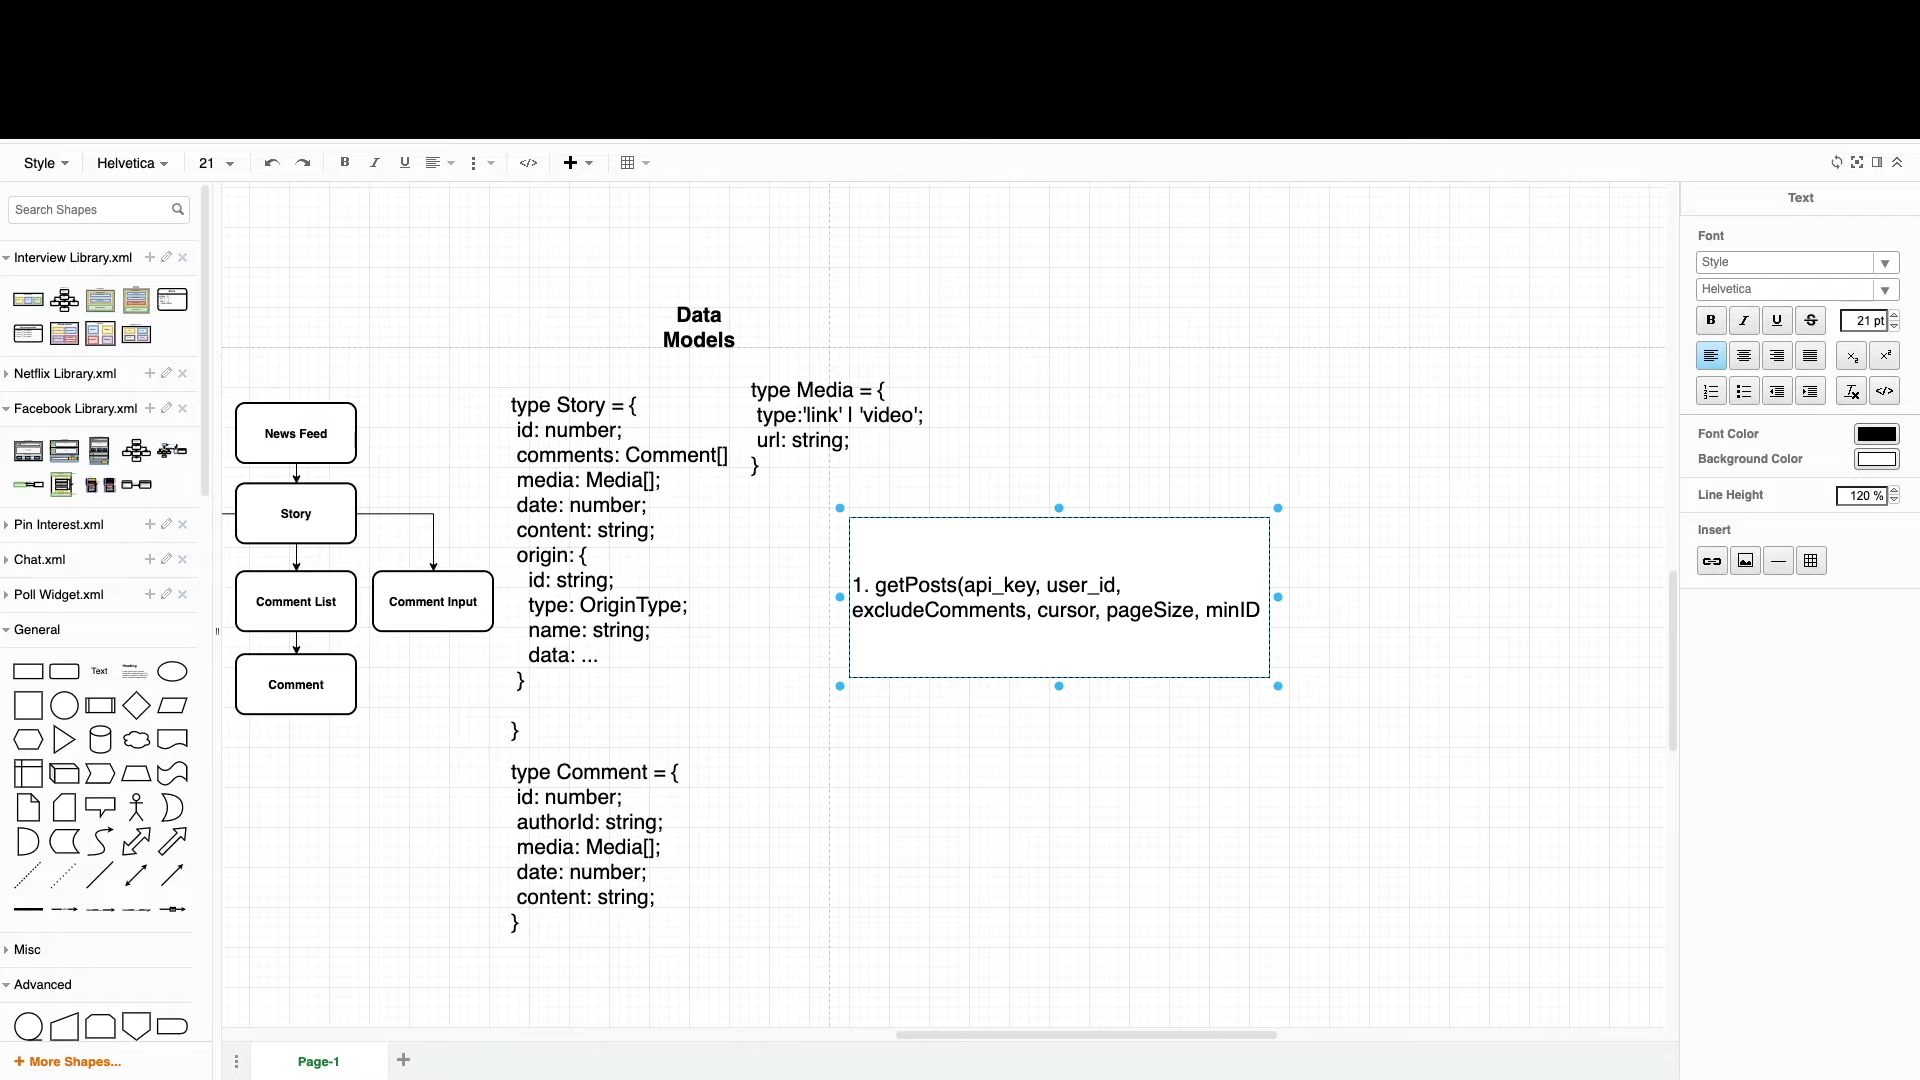 Style
Helvetica
21
B
I
U
</>
Search Shapes
Interview Library.xml
Netflix Library.xml
Facebook Library.xml
Pin Interest.xml
Chat.xml
Poll Widget.xml
General
Text
Heading
Misc
Advanced
+ More Shapes...
Data
Models
News Feed
Story
Comment List
Comment Input
Comment
type Story = {
id: number;
comments: Comment[]
media: Media[];
date: number;
content: string;
origin: {
id: string;
type: OriginType;
name: string;
data: ...
}
}
type Comment = {
id: number;
authorId: string;
media: Media[];
date: number;
content: string;
}
type Media = {
type:'link' | 'video';
url: string;
}
1. getPosts(api_key, user_id,
excludeComments, cursor, pageSize, minID
Page-1
Text
Font
Style
Helvetica
B
I
U
S
21 pt
</>
Font Color
Background Color
Line Height
120 %
Insert